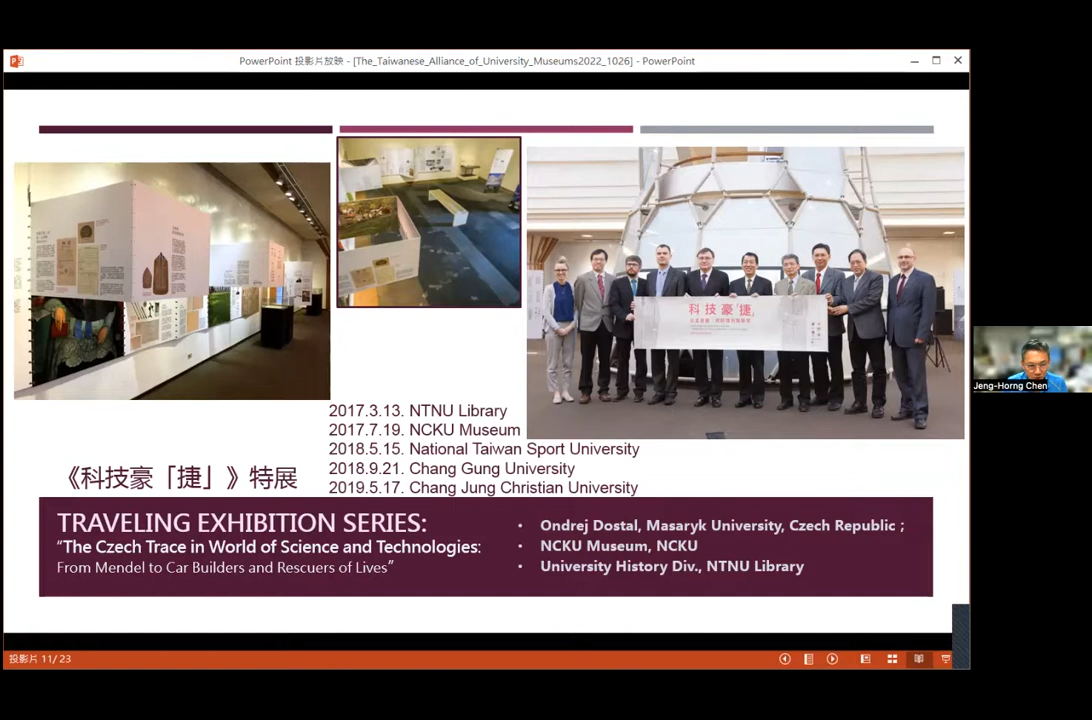 PowerPoint 投影片放映 - [The_Taiwanese_Alliance_of_University_Museums2022_1026] - PowerPoint
科技豪「捷」
Jeng-Horng Chen
2017.3.13. NTNU Library
2017.7.19. NCKU Museum
2018.5.15. National Taiwan Sport University
2018.9.21. Chang Gung University
2019.5.17. Chang Jung Christian University
《科技豪「捷」》特展
TRAVELING EXHIBITION SERIES:
“The Czech Trace in World of Science and Technologies:
From Mendel to Car Builders and Rescuers of Lives”
• Ondrej Dostal, Masaryk University, Czech Republic；
• NCKU Museum, NCKU
• University History Div., NTNU Library
投影片 11/ 23